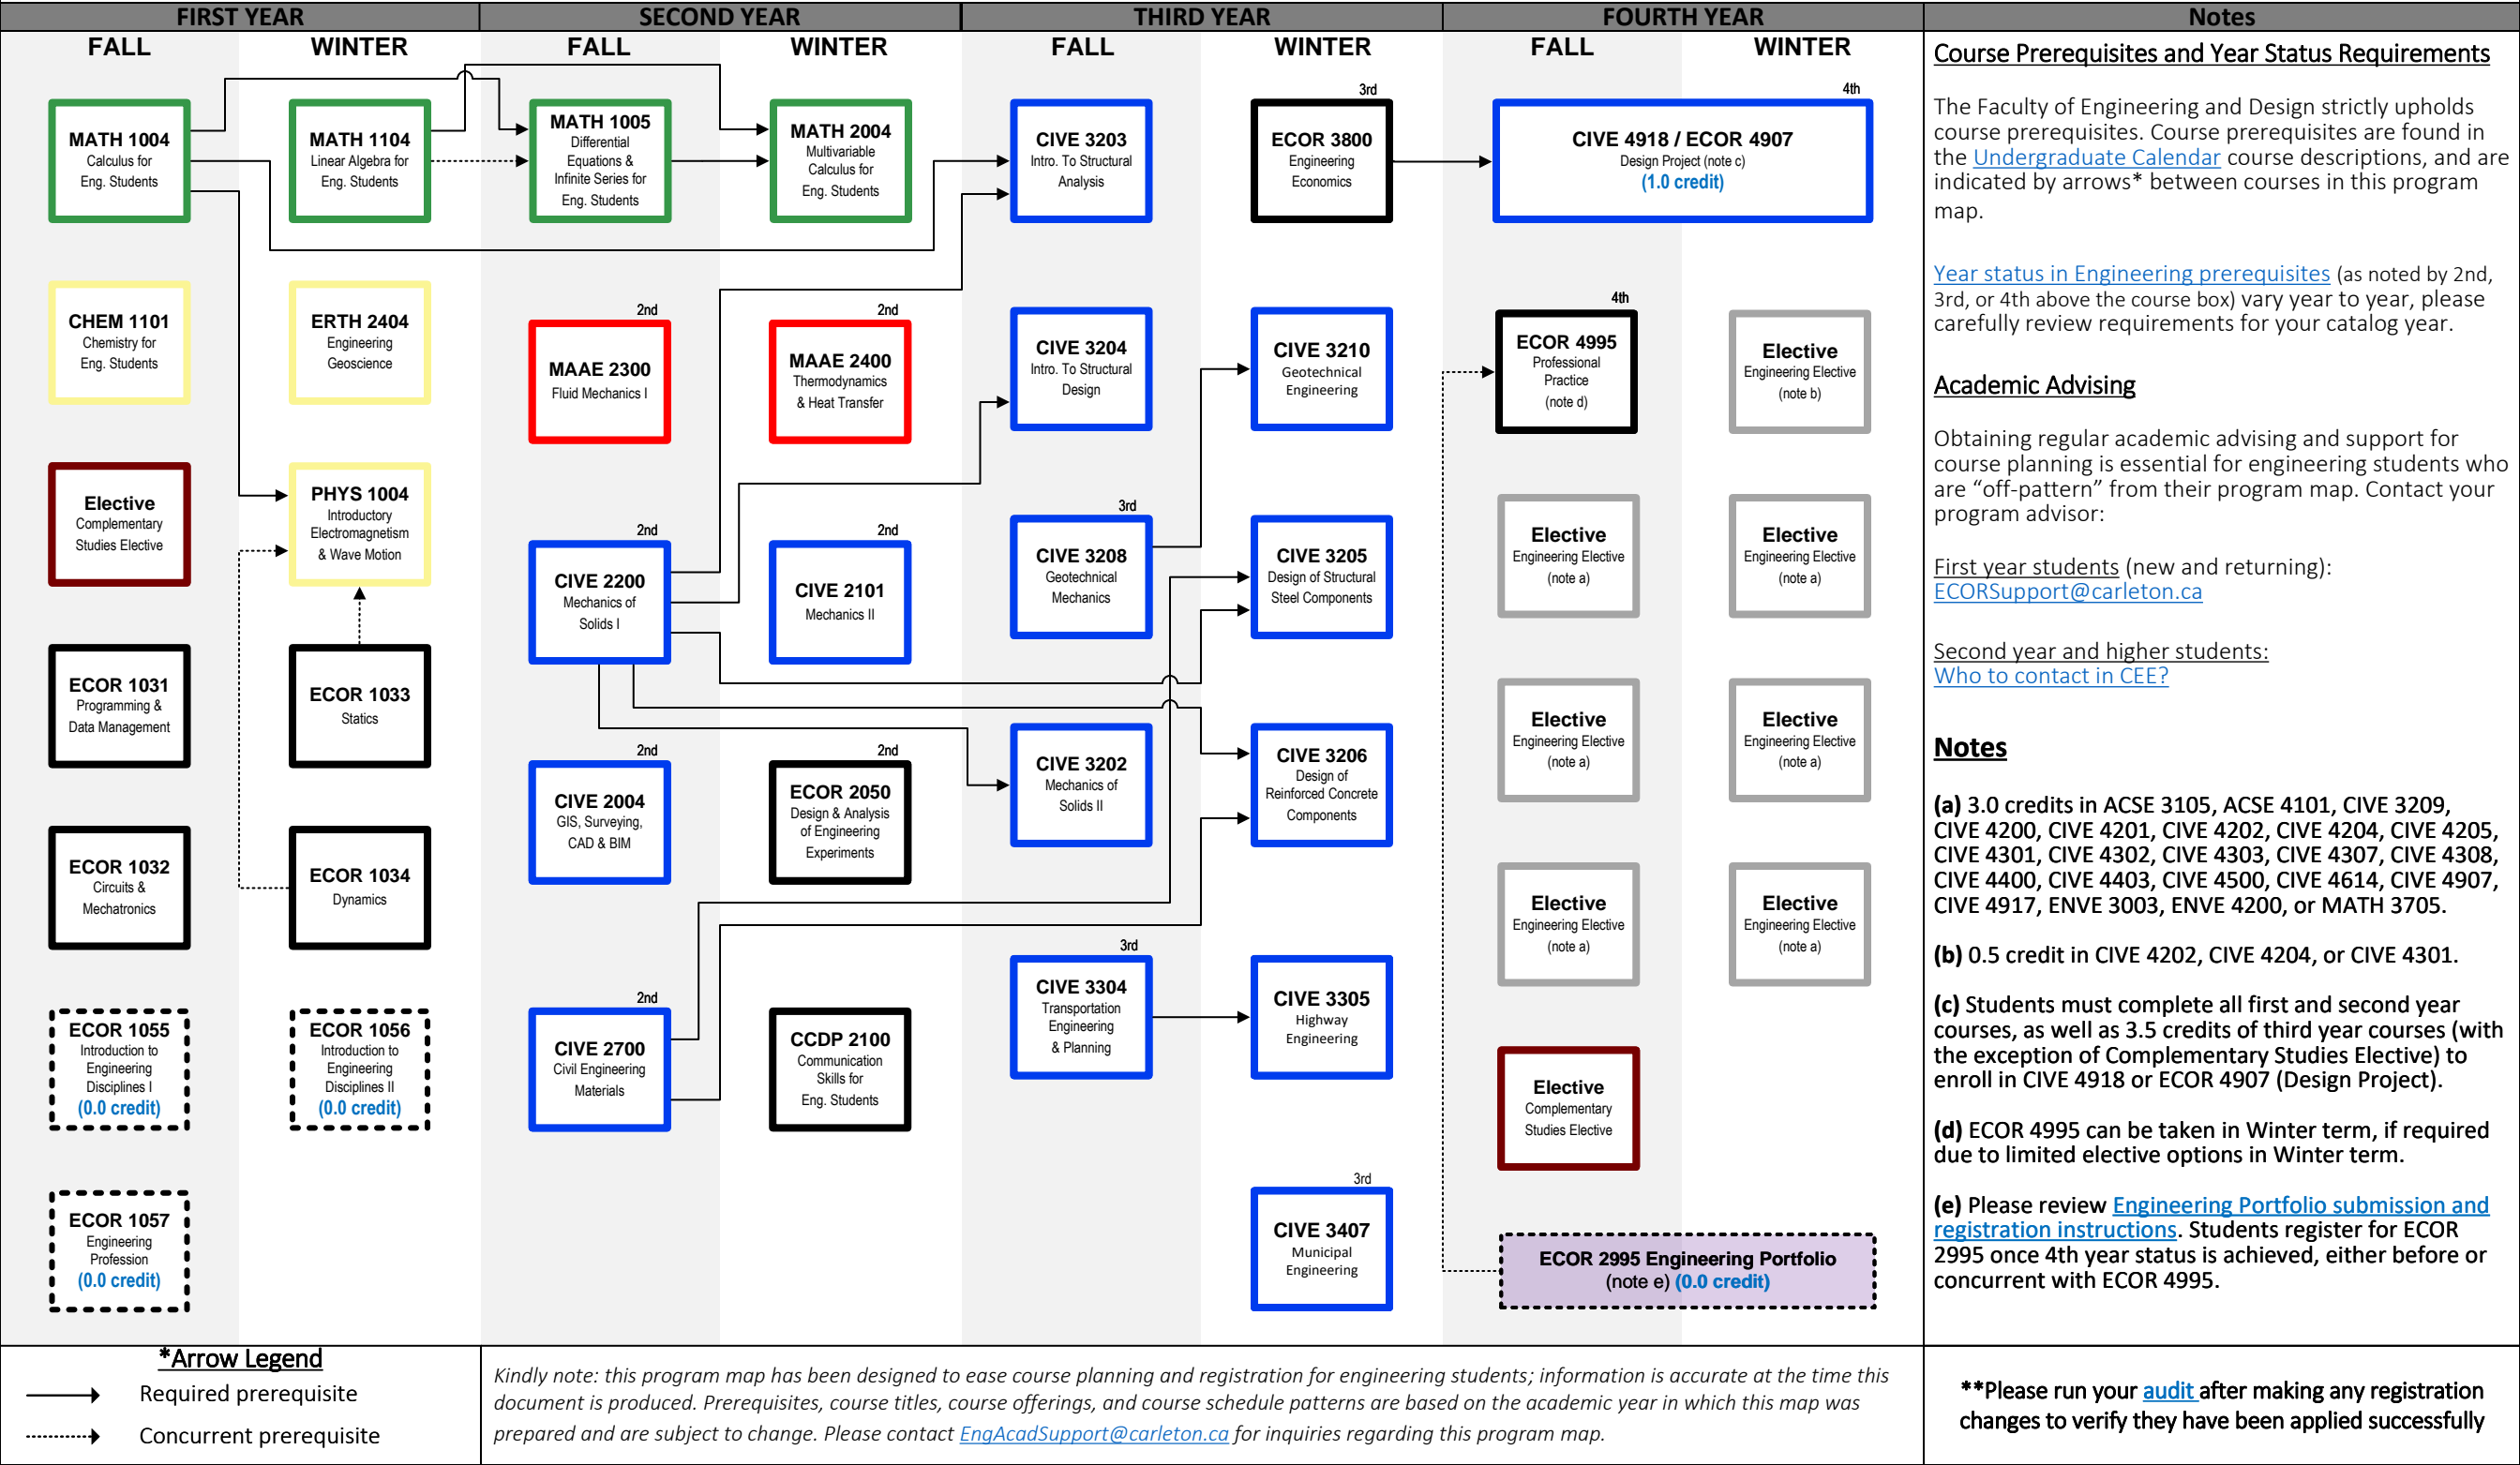 FIRST YEAR
SECOND YEAR
THIRD YEAR
FOURTH YEAR
Notes
FALL
WINTER
FALL
WINTER
FALL
WINTER
FALL
WINTER
MATH 1004
Calculus for
Eng. Students
MATH 1104
Linear Algebra for
Eng. Students
MATH 1005
Differential
Equations &
Infinite Series for
Eng. Students
MATH 2004
Multivariable
Calculus for
Eng. Students
CIVE 3203
Intro. To Structural
Analysis
3rd
ECOR 3800
Engineering
Economics
4th
CIVE 4918 / ECOR 4907
Design Project (note c)
(1.0 credit)
CHEM 1101
Chemistry for
Eng. Students
ERTH 2404
Engineering
Geoscience
2nd
MAAE 2300
Fluid Mechanics I
2nd
MAAE 2400
Thermodynamics
& Heat Transfer
CIVE 3204
Intro. To Structural
Design
CIVE 3210
Geotechnical
Engineering
4th
ECOR 4995
Professional
Practice
(note d)
Elective
Engineering Elective
(note b)
Elective
Complementary
Studies Elective
PHYS 1004
Introductory
Electromagnetism
& Wave Motion
2nd
CIVE 2200
Mechanics of
Solids I
2nd
CIVE 2101
Mechanics II
3rd
CIVE 3208
Geotechnical
Mechanics
CIVE 3205
Design of Structural
Steel Components
Elective
Engineering Elective
(note a)
Elective
Engineering Elective
(note a)
ECOR 1031
Programming &
Data Management
ECOR 1033
Statics
2nd
CIVE 2004
GIS, Surveying,
CAD & BIM
2nd
ECOR 2050
Design & Analysis
of Engineering
Experiments
CIVE 3202
Mechanics of
Solids II
CIVE 3206
Design of
Reinforced Concrete
Components
Elective
Engineering Elective
(note a)
Elective
Engineering Elective
(note a)
ECOR 1032
Circuits &
Mechatronics
ECOR 1034
Dynamics
Elective
Engineering Elective
(note a)
Elective
Engineering Elective
(note a)
ECOR 1055
Introduction to
Engineering
Disciplines I
(0.0 credit)
ECOR 1056
Introduction to
Engineering
Disciplines II
(0.0 credit)
2nd
CIVE 2700
Civil Engineering
Materials
CCDP 2100
Communication
Skills for
Eng. Students
3rd
CIVE 3304
Transportation
Engineering
& Planning
CIVE 3305
Highway
Engineering
Elective
Complementary
Studies Elective
ECOR 1057
Engineering
Profession
(0.0 credit)
3rd
CIVE 3407
Municipal
Engineering
ECOR 2995 Engineering Portfolio
(note e) (0.0 credit)
Course Prerequisites and Year Status Requirements
The Faculty of Engineering and Design strictly upholds
course prerequisites. Course prerequisites are found in
the Undergraduate Calendar course descriptions, and are
indicated by arrows* between courses in this program
map.
Year status in Engineering prerequisites (as noted by 2nd,
3rd, or 4th above the course box) vary year to year, please
carefully review requirements for your catalog year.
Academic Advising
Obtaining regular academic advising and support for
course planning is essential for engineering students who
are “off-pattern” from their program map. Contact your
program advisor:
First year students (new and returning):
ECORSupport@carleton.ca
Second year and higher students:
Who to contact in CEE?
Notes
(a) 3.0 credits in ACSE 3105, ACSE 4101, CIVE 3209,
CIVE 4200, CIVE 4201, CIVE 4202, CIVE 4204, CIVE 4205,
CIVE 4301, CIVE 4302, CIVE 4303, CIVE 4307, CIVE 4308,
CIVE 4400, CIVE 4403, CIVE 4500, CIVE 4614, CIVE 4907,
CIVE 4917, ENVE 3003, ENVE 4200, or MATH 3705.
(b) 0.5 credit in CIVE 4202, CIVE 4204, or CIVE 4301.
(c) Students must complete all first and second year
courses, as well as 3.5 credits of third year courses (with
the exception of Complementary Studies Elective) to
enroll in CIVE 4918 or ECOR 4907 (Design Project).
(d) ECOR 4995 can be taken in Winter term, if required
due to limited elective options in Winter term.
(e) Please review Engineering Portfolio submission and
registration instructions. Students register for ECOR
2995 once 4th year status is achieved, either before or
concurrent with ECOR 4995.
*Arrow Legend
Required prerequisite
Concurrent prerequisite
Kindly note: this program map has been designed to ease course planning and registration for engineering students; information is accurate at the time this
document is produced. Prerequisites, course titles, course offerings, and course schedule patterns are based on the academic year in which this map was
prepared and are subject to change. Please contact EngAcadSupport@carleton.ca for inquiries regarding this program map.
**Please run your audit after making any registration
changes to verify they have been applied successfully